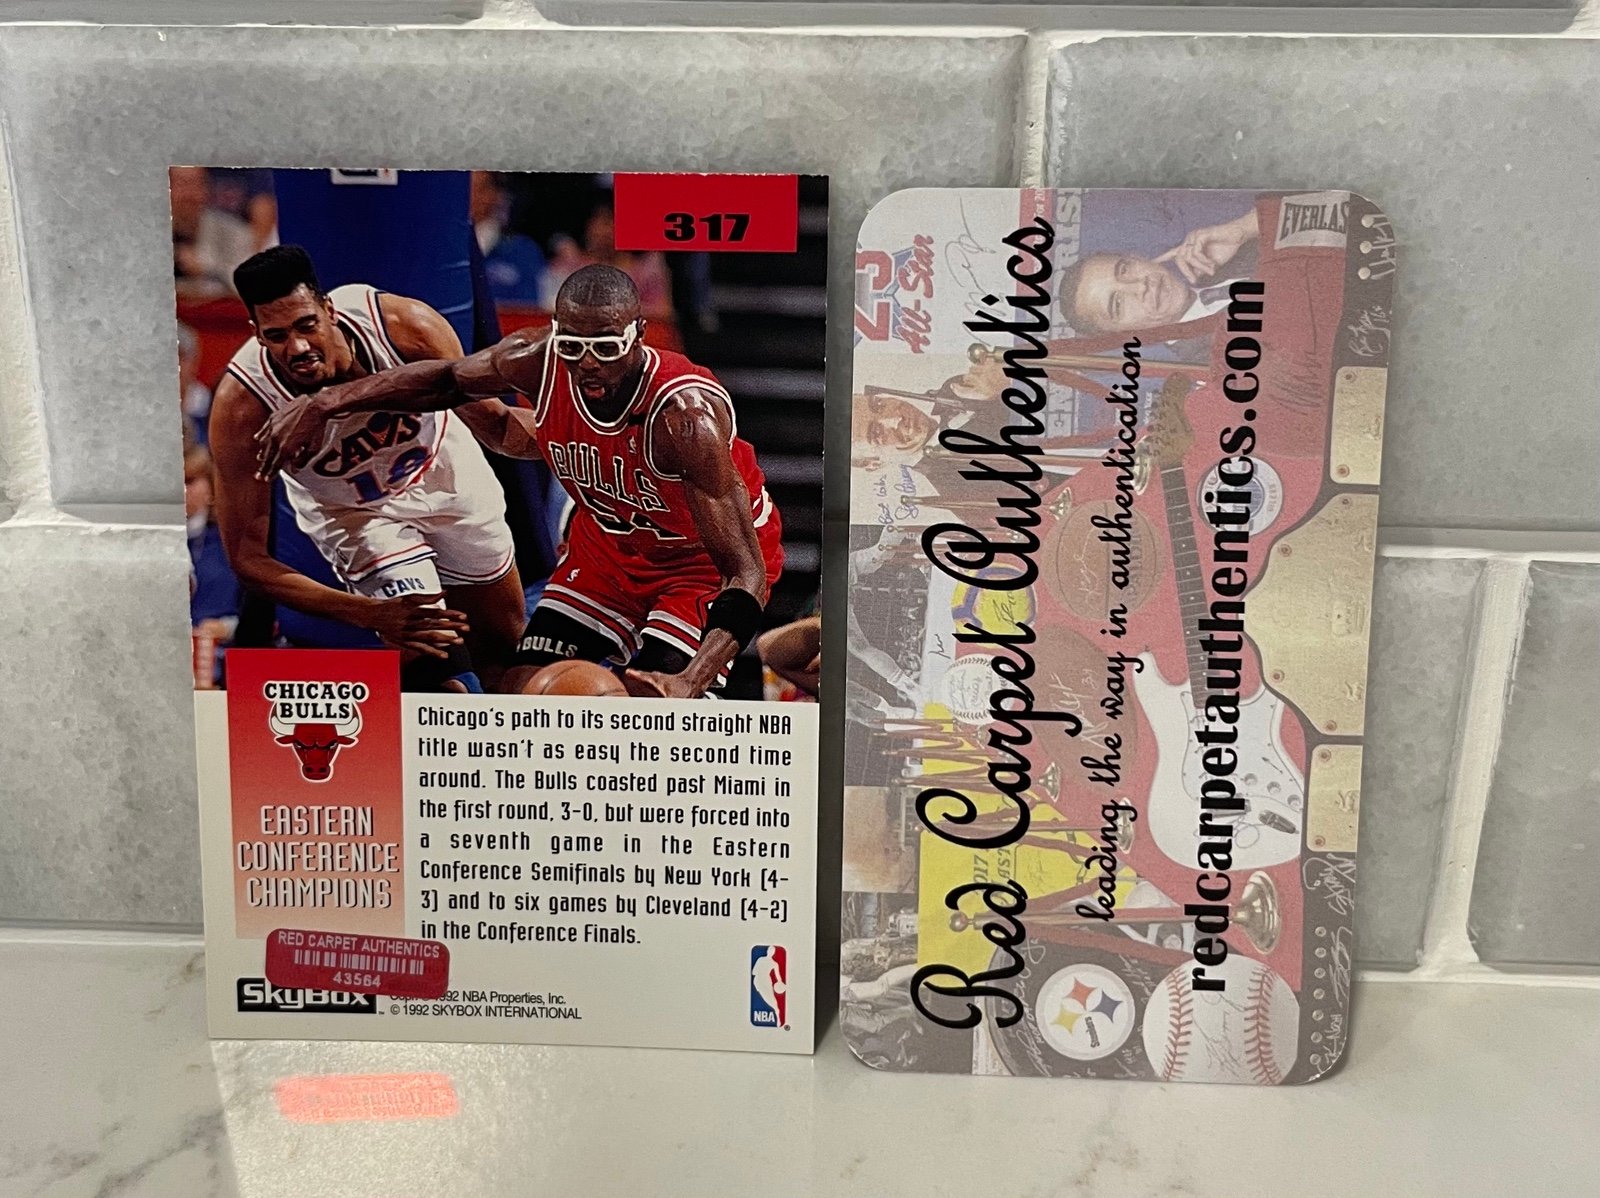 317
CAVS
CAVS
BULLS
54
BULLS
CHICAGO
BULLS
EASTERN
CONFERENCE
CHAMPIONS
Chicago's path to its second straight NBA
title wasn't as easy the second time
around. The Bulls coasted past Miami in
the first round, 3-0, but were forced into
a seventh game in the Eastern
Conference Semifinals by New York (4-
3) and to six games by Cleveland (4-2)
in the Conference Finals.
RED CARPET AUTHENTICS
43564
SkyBox
1992 NBA Properties, Inc.
© 1992 SKYBOX INTERNATIONAL
NBA
Red Carpet Authentics
leading the way in authentication
redcarpetauthentics.com
EVERLAS
23
All-Star
2017
Steelers